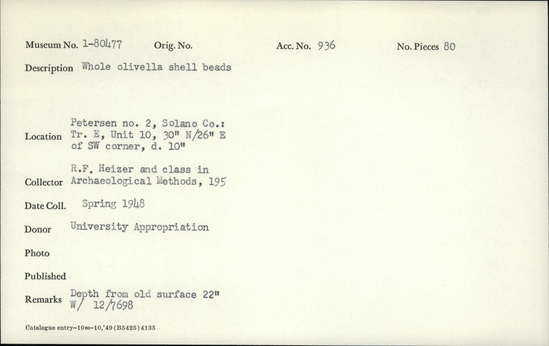 Museum No. 1-80477 Orig. No. Acc. No. 936 No. Pieces 80
Description Whole olivella shell beads
Petersen no. 2, Solano Co.:
Location Tr. E, Unit 10, 30" N/26" E
of SW corner, d. 10"
R.F. Heizer and class in
Collector Archaeological Methods, 195
Date Coll. Spring 1948
Donor University Appropriation
Photo
Published
Remarks Depth from old surface 22"
W/ 12/7698
Catalogue entry—10m-10,'49 (B5425) 4135